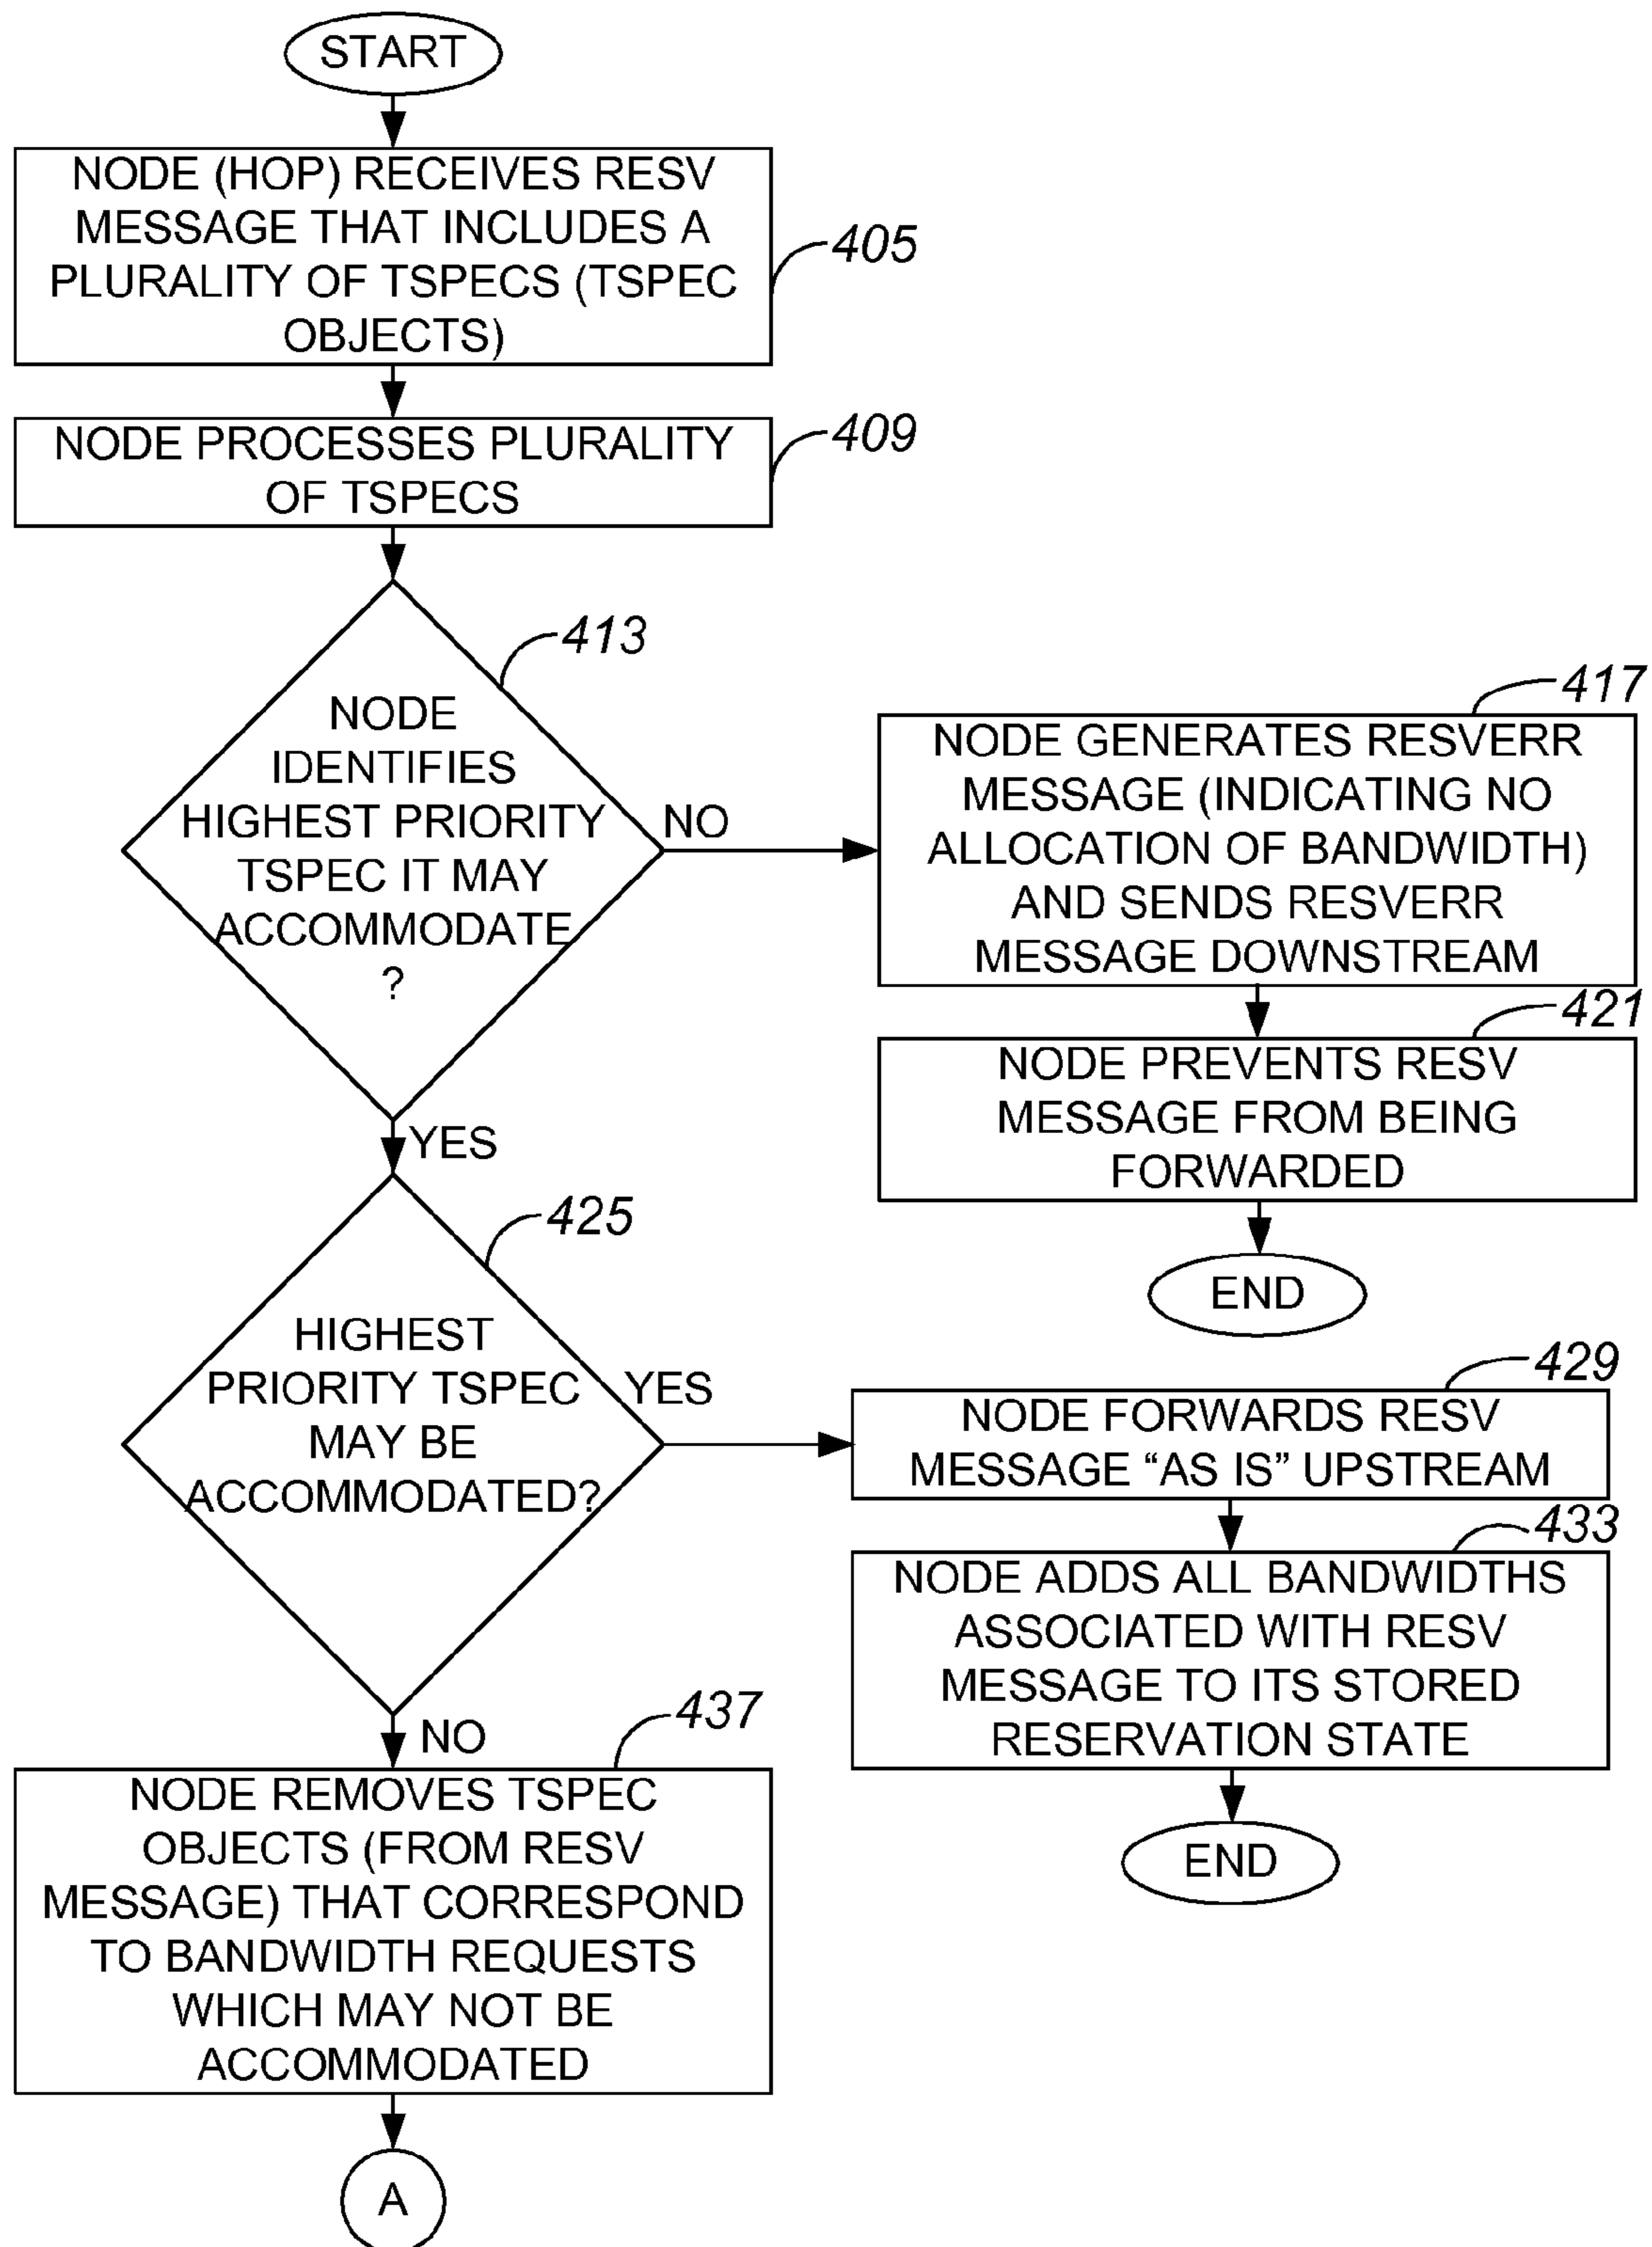 START
NODE (HOP) RECEIVES RESV
MESSAGE THAT INCLUDES A
PLURALITY OF TSPECS (TSPEC
OBJECTS)
405
NODE PROCESSES PLURALITY
OF TSPECS
409
413
NODE
IDENTIFIES
HIGHEST PRIORITY
TSPEC IT MAY
ACCOMMODATE
?
NO
417
NODE GENERATES RESVERR
MESSAGE (INDICATING NO
ALLOCATION OF BANDWIDTH)
AND SENDS RESVERR
MESSAGE DOWNSTREAM
421
NODE PREVENTS RESV
MESSAGE FROM BEING
FORWARDED
END
YES
425
HIGHEST
PRIORITY TSPEC
MAY BE
ACCOMMODATED?
YES
429
NODE FORWARDS RESV
MESSAGE “AS IS” UPSTREAM
433
NODE ADDS ALL BANDWIDTHS
ASSOCIATED WITH RESV
MESSAGE TO ITS STORED
RESERVATION STATE
END
NO
437
NODE REMOVES TSPEC
OBJECTS (FROM RESV
MESSAGE) THAT CORRESPOND
TO BANDWIDTH REQUESTS
WHICH MAY NOT BE
ACCOMMODATED
A